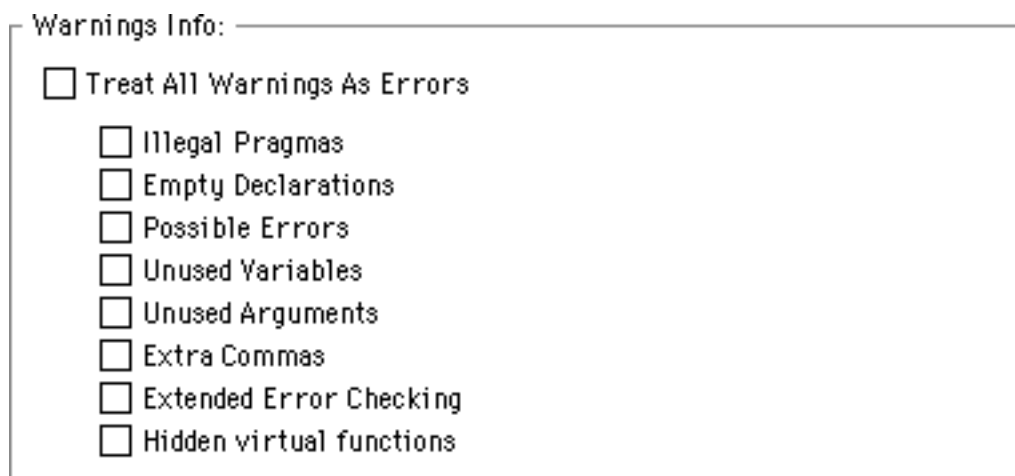 Warnings Info:
Treat All Warnings As Errors
Illegal Pragmas
Empty Declarations
Possible Errors
Unused Variables
Unused Arguments
Extra Commas
Extended Error Checking
Hidden virtual functions